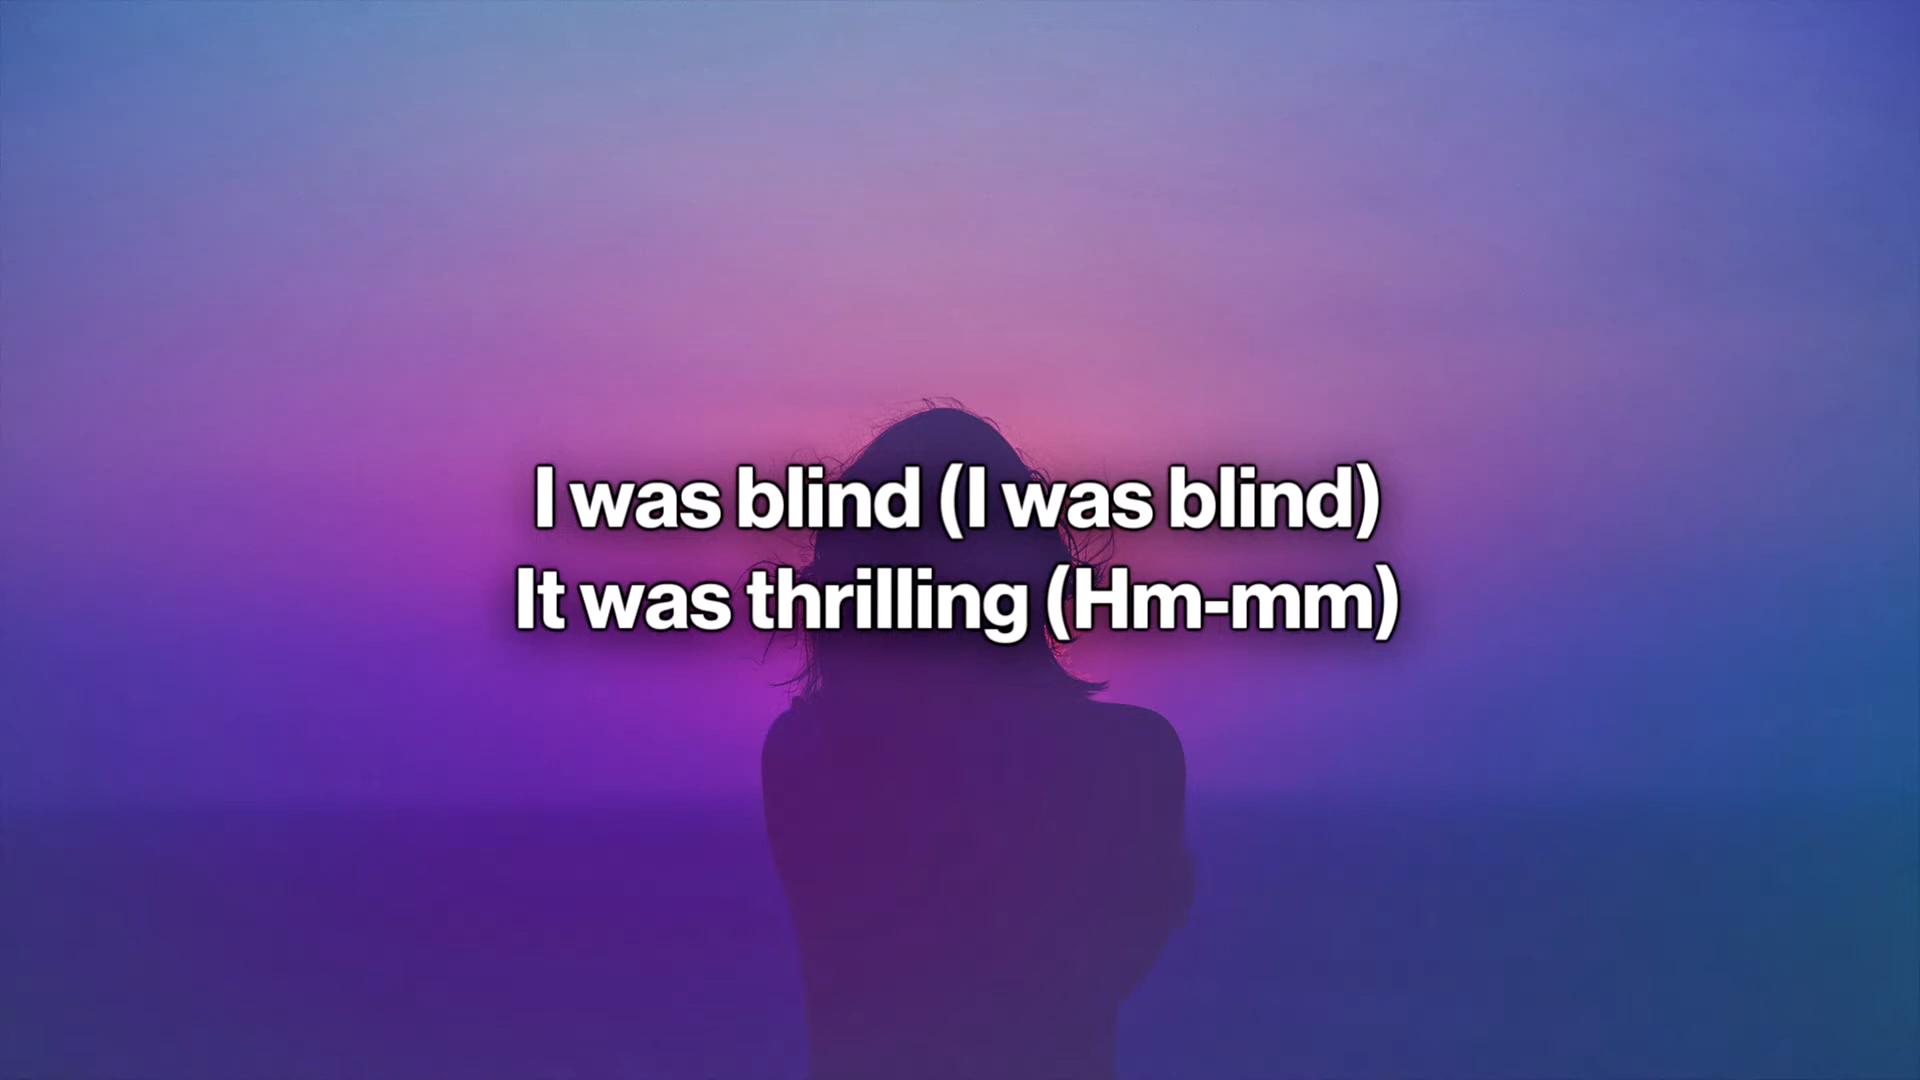 I was blind (I was blind)
It was thrilling (Hm-mm)